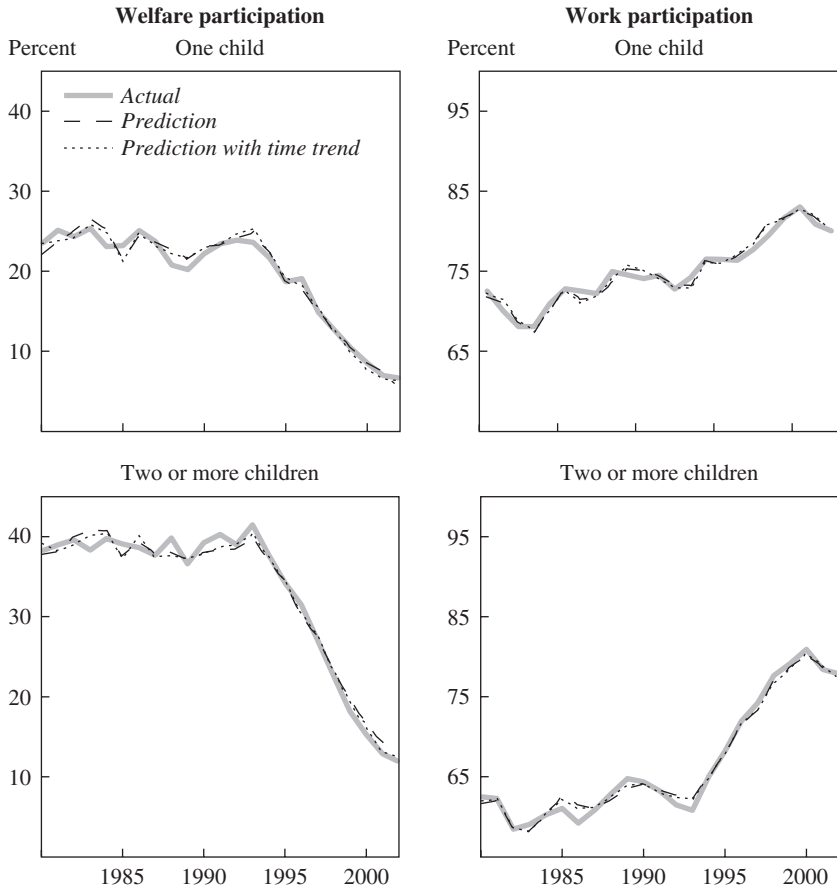 Welfare participation
Percent One child
40
30
20
10
Actual
Prediction
Prediction with time trend
Work participation
Percent One child
95
85
75
65
Two or more children
40
30
20
10
1985 1990 1995 2000
Two or more children
95
85
75
65
1985 1990 1995 2000